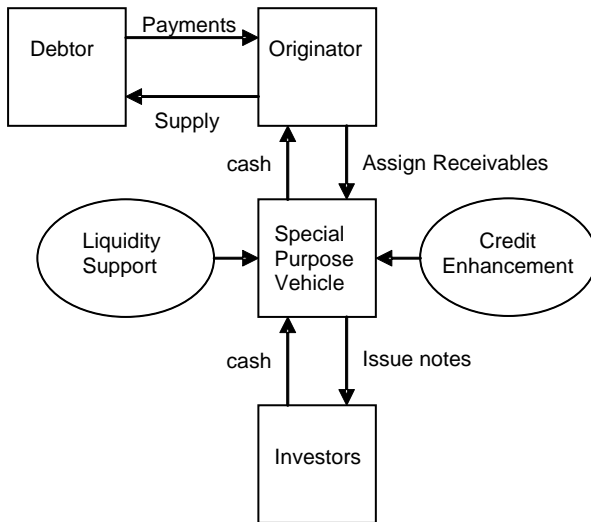 Payments
Debtor
Originator
Supply
cash
Assign Receivables
Liquidity
Support
Special
Purpose
Vehicle
Credit
Enhancement
cash
Issue notes
Investors